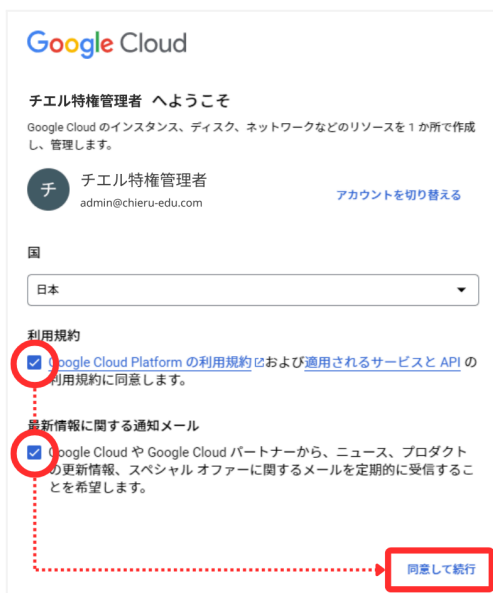 Google Cloud
チエル特権管理者 へようこそ
Google Cloud のインスタンス、ディスク、ネットワークなどのリソースを 1 か所で作成
し、管理します。
チ
チエル特権管理者
admin@chieru-edu.com
アカウントを切り替える
国
日本
利用規約
Google Cloud Platform の利用規約 および適用されるサービスと API の
利用規約に同意します。
最新情報に関する通知メール
Google Cloud や Google Cloud パートナーから、ニュース、プロダクト
の更新情報、スペシャル オファーに関するメールを定期的に受信するこ
とを希望します。
同意して続行